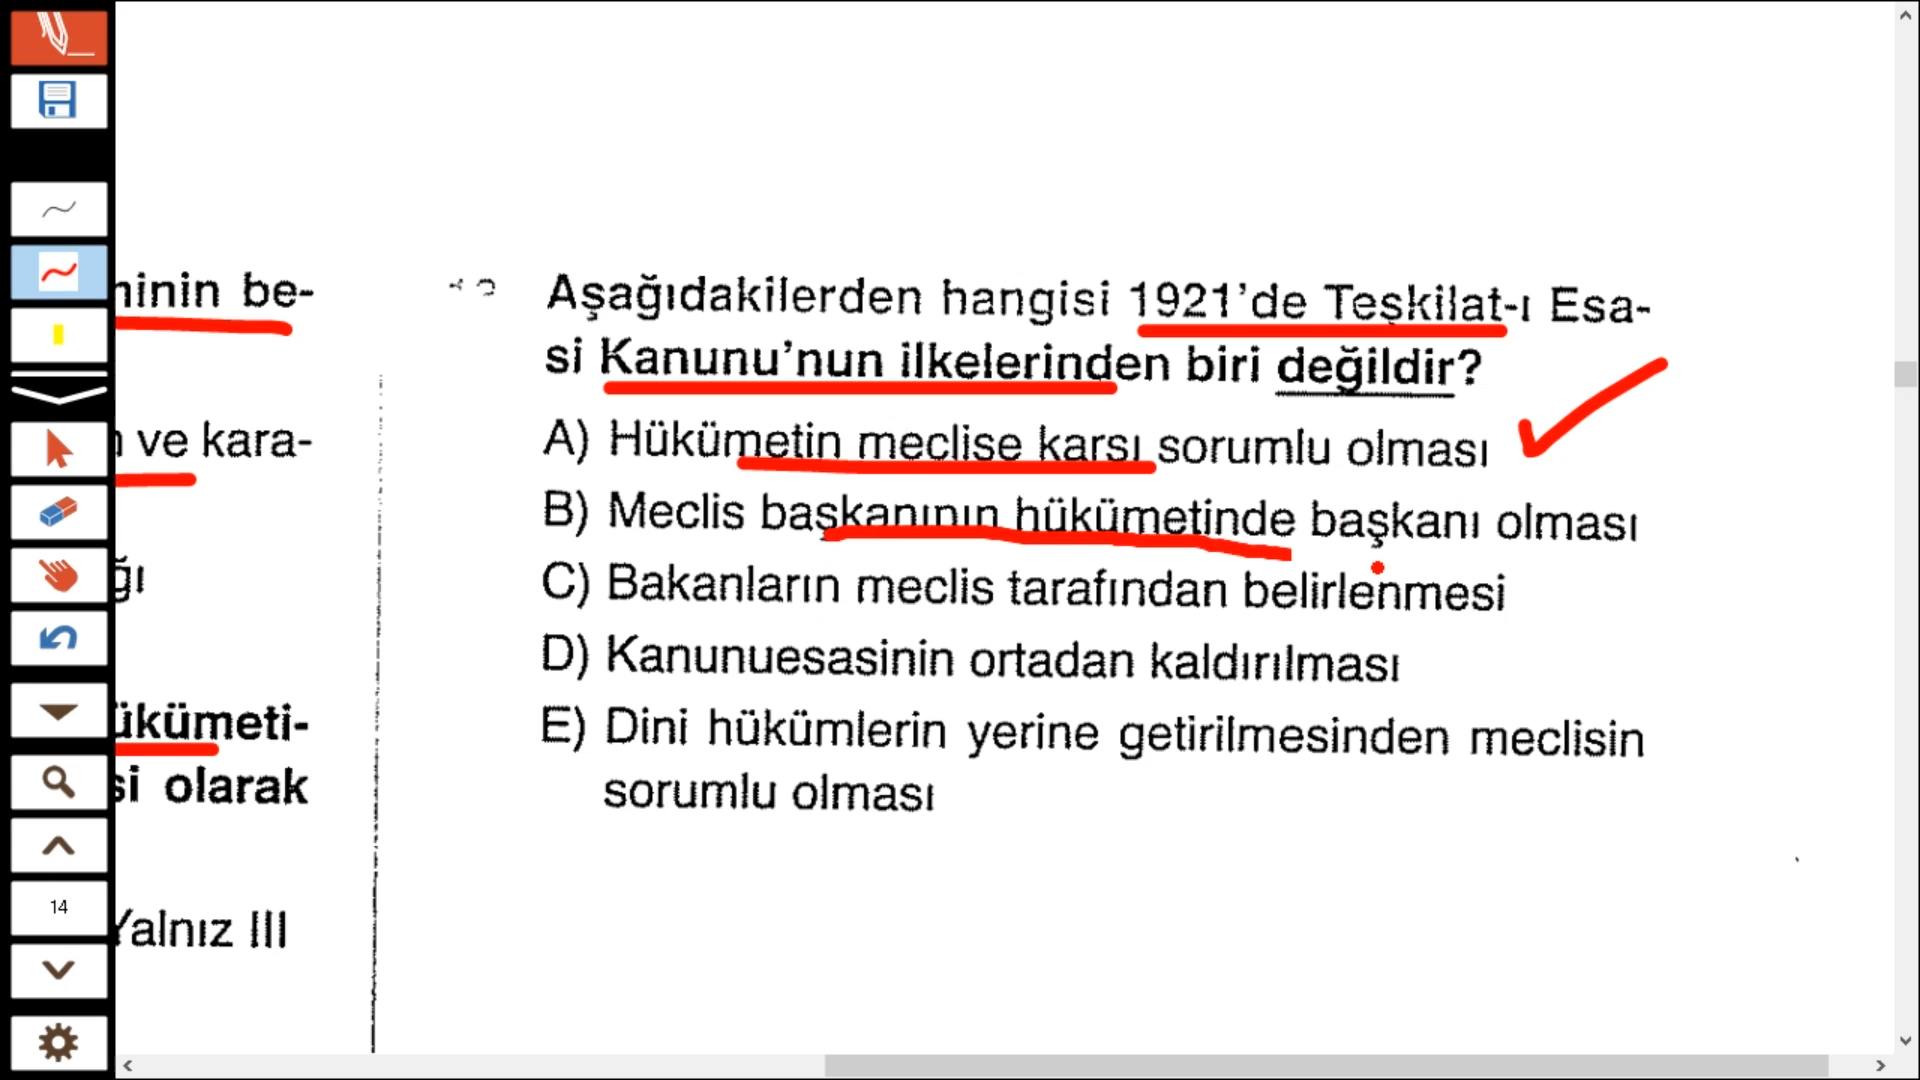 ninin be-
ve kara-
ğı
ükümeti-
si olarak
Yalnız III
Aşağıdakilerden hangisi 1921'de Teşkilat-ı Esa-
si Kanunu'nun ilkelerinden biri değildir?
A) Hükümetin meclise karsı sorumlu olması
B) Meclis başkanının hükümetinde başkanı olması
C) Bakanların meclis tarafından belirlenmesi
D) Kanunuesasinin ortadan kaldırılması
E) Dini hükümlerin yerine getirilmesinden meclisin
sorumlu olması
14